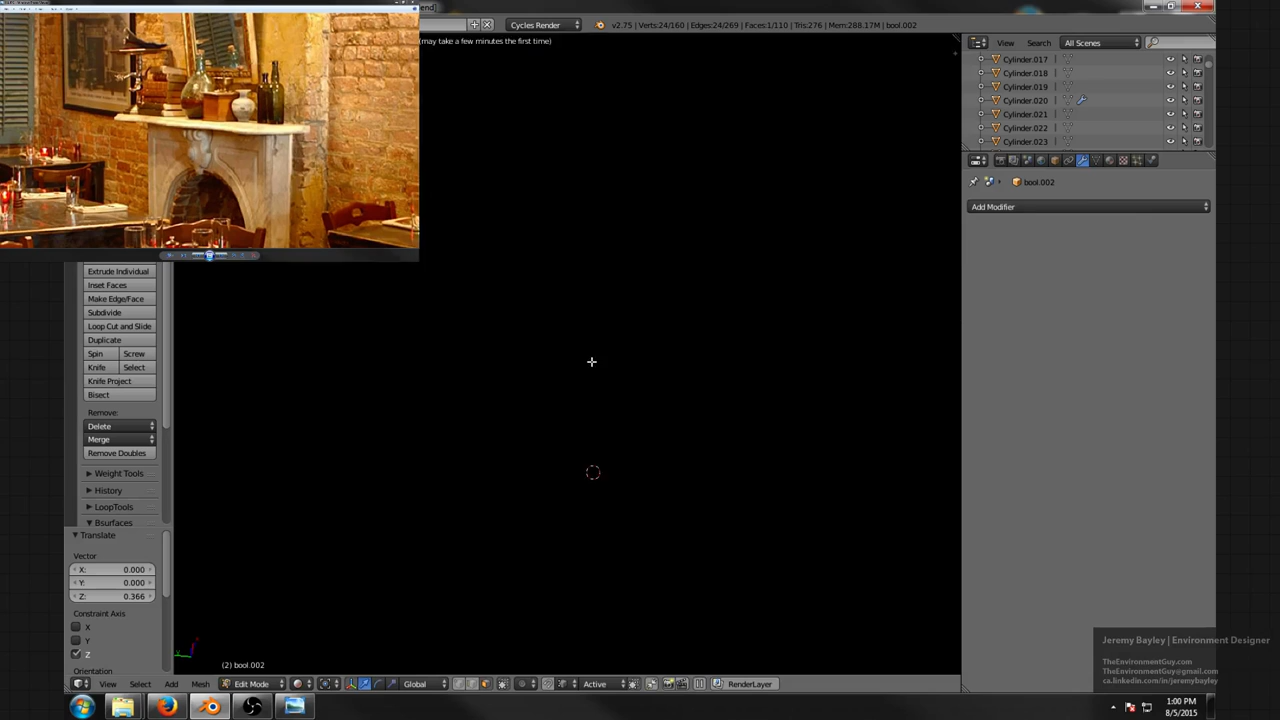 end]
Cycles Render
v2.75 | Verts:24/160 | Edges:24/269 | Faces:1/110 | Tris:276 | Mem:288.17M | bool.002
(may take a few minutes the first time)
View
Search
All Scenes
Cylinder.017
Cylinder.018
Cylinder.019
Cylinder.020
Cylinder.021
Cylinder.022
Cylinder.023
bool.002
Add Modifier
Extrude Individual
Inset Faces
Make Edge/Face
Subdivide
Loop Cut and Slide
Duplicate
Spin
Screw
Knife
Select
Knife Project
Bisect
Remove:
Delete
Merge
Remove Doubles
Weight Tools
History
LoopTools
Bsurfaces
Translate
Vector
X: 0.000
Y: 0.000
Z: 0.366
Constraint Axis
X
Y
Z
Orientation
(2) bool.002
View
Select
Add
Mesh
Edit Mode
Global
Active
RenderLayer
Jeremy Bayley | Environment Designer
TheEnvironmentGuy.com
TheEnvironmentGuy@gmail.com
ca.linkedin.com/in/jeremybayley
1:00 PM
8/5/2015